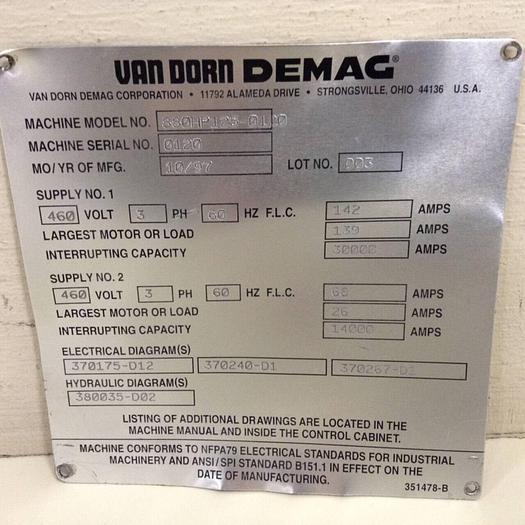 VAN DORN DEMAG®
VAN DORN DEMAG CORPORATION • 11792 ALAMEDA DRIVE • STRONGSVILLE, OHIO 44136 U.S.A.
MACHINE MODEL NO.
MACHINE SERIAL NO. 0120
MO/YR OF MFG. 10/97 LOT NO. 003
SUPPLY NO. 1
460 VOLT 3 PH 60 HZ F.L.C. 142 AMPS
LARGEST MOTOR OR LOAD 139 AMPS
INTERRUPTING CAPACITY 30000 AMPS
SUPPLY NO. 2
460 VOLT 3 PH 60 HZ F.L.C. AMPS
LARGEST MOTOR OR LOAD 26 AMPS
INTERRUPTING CAPACITY 14000 AMPS
ELECTRICAL DIAGRAM(S)
370175-D12 370240-D1 370267-D1
HYDRAULIC DIAGRAM(S)
380035-D02
LISTING OF ADDITIONAL DRAWINGS ARE LOCATED IN THE
MACHINE MANUAL AND INSIDE THE CONTROL CABINET.
MACHINE CONFORMS TO NFPA79 ELECTRICAL STANDARDS FOR INDUSTRIAL
MACHINERY AND ANSI/SPI STANDARD B151.1 IN EFFECT ON THE
DATE OF MANUFACTURING.
351478-B